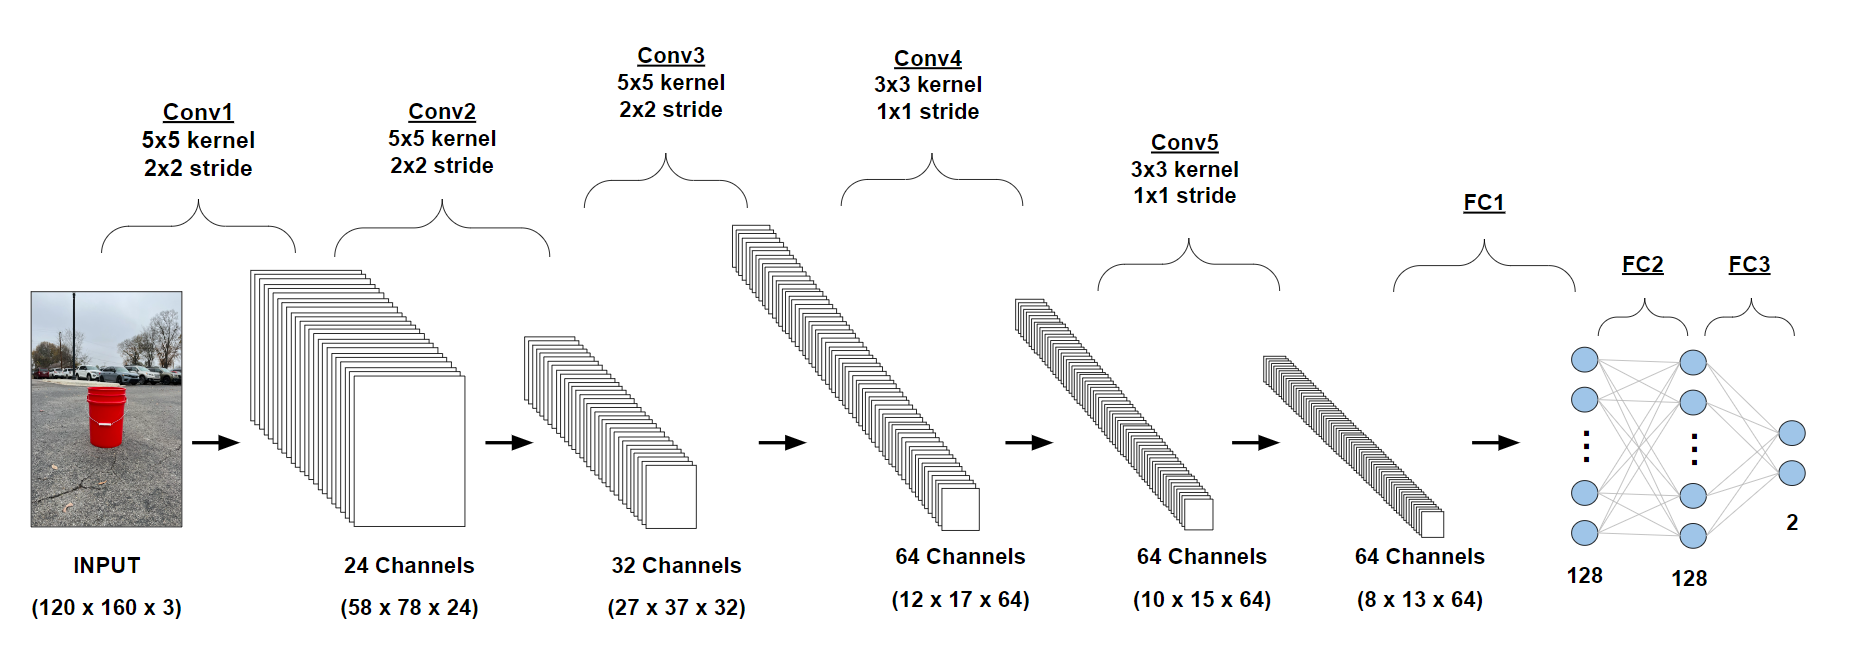 Conv1
5x5 kernel
2x2 stride
Conv2
5x5 kernel
2x2 stride
Conv3
5x5 kernel
2x2 stride
Conv4
3x3 kernel
1x1 stride
Conv5
3x3 kernel
1x1 stride
FC1
FC2
FC3
INPUT
(120 x 160 x 3)
24 Channels
(58 x 78 x 24)
32 Channels
(27 x 37 x 32)
64 Channels
(12 x 17 x 64)
64 Channels
(10 x 15 x 64)
64 Channels
(8 x 13 x 64)
128
128
2